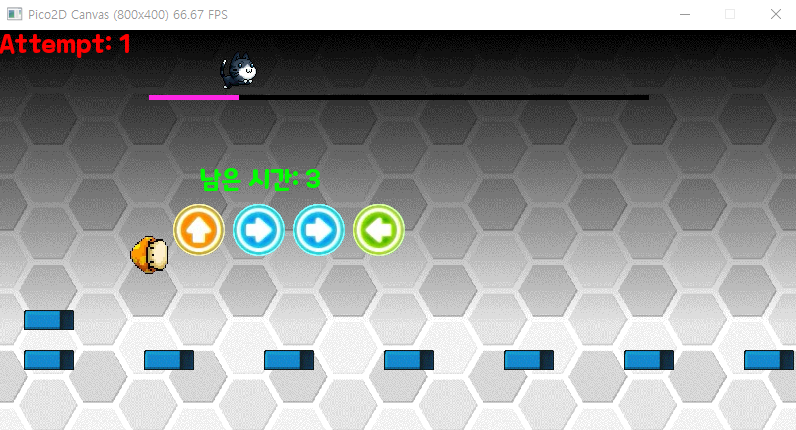 Pico2D Canvas (800x400) 66.67 FPS
Attempt: 1
남은 시간: 3